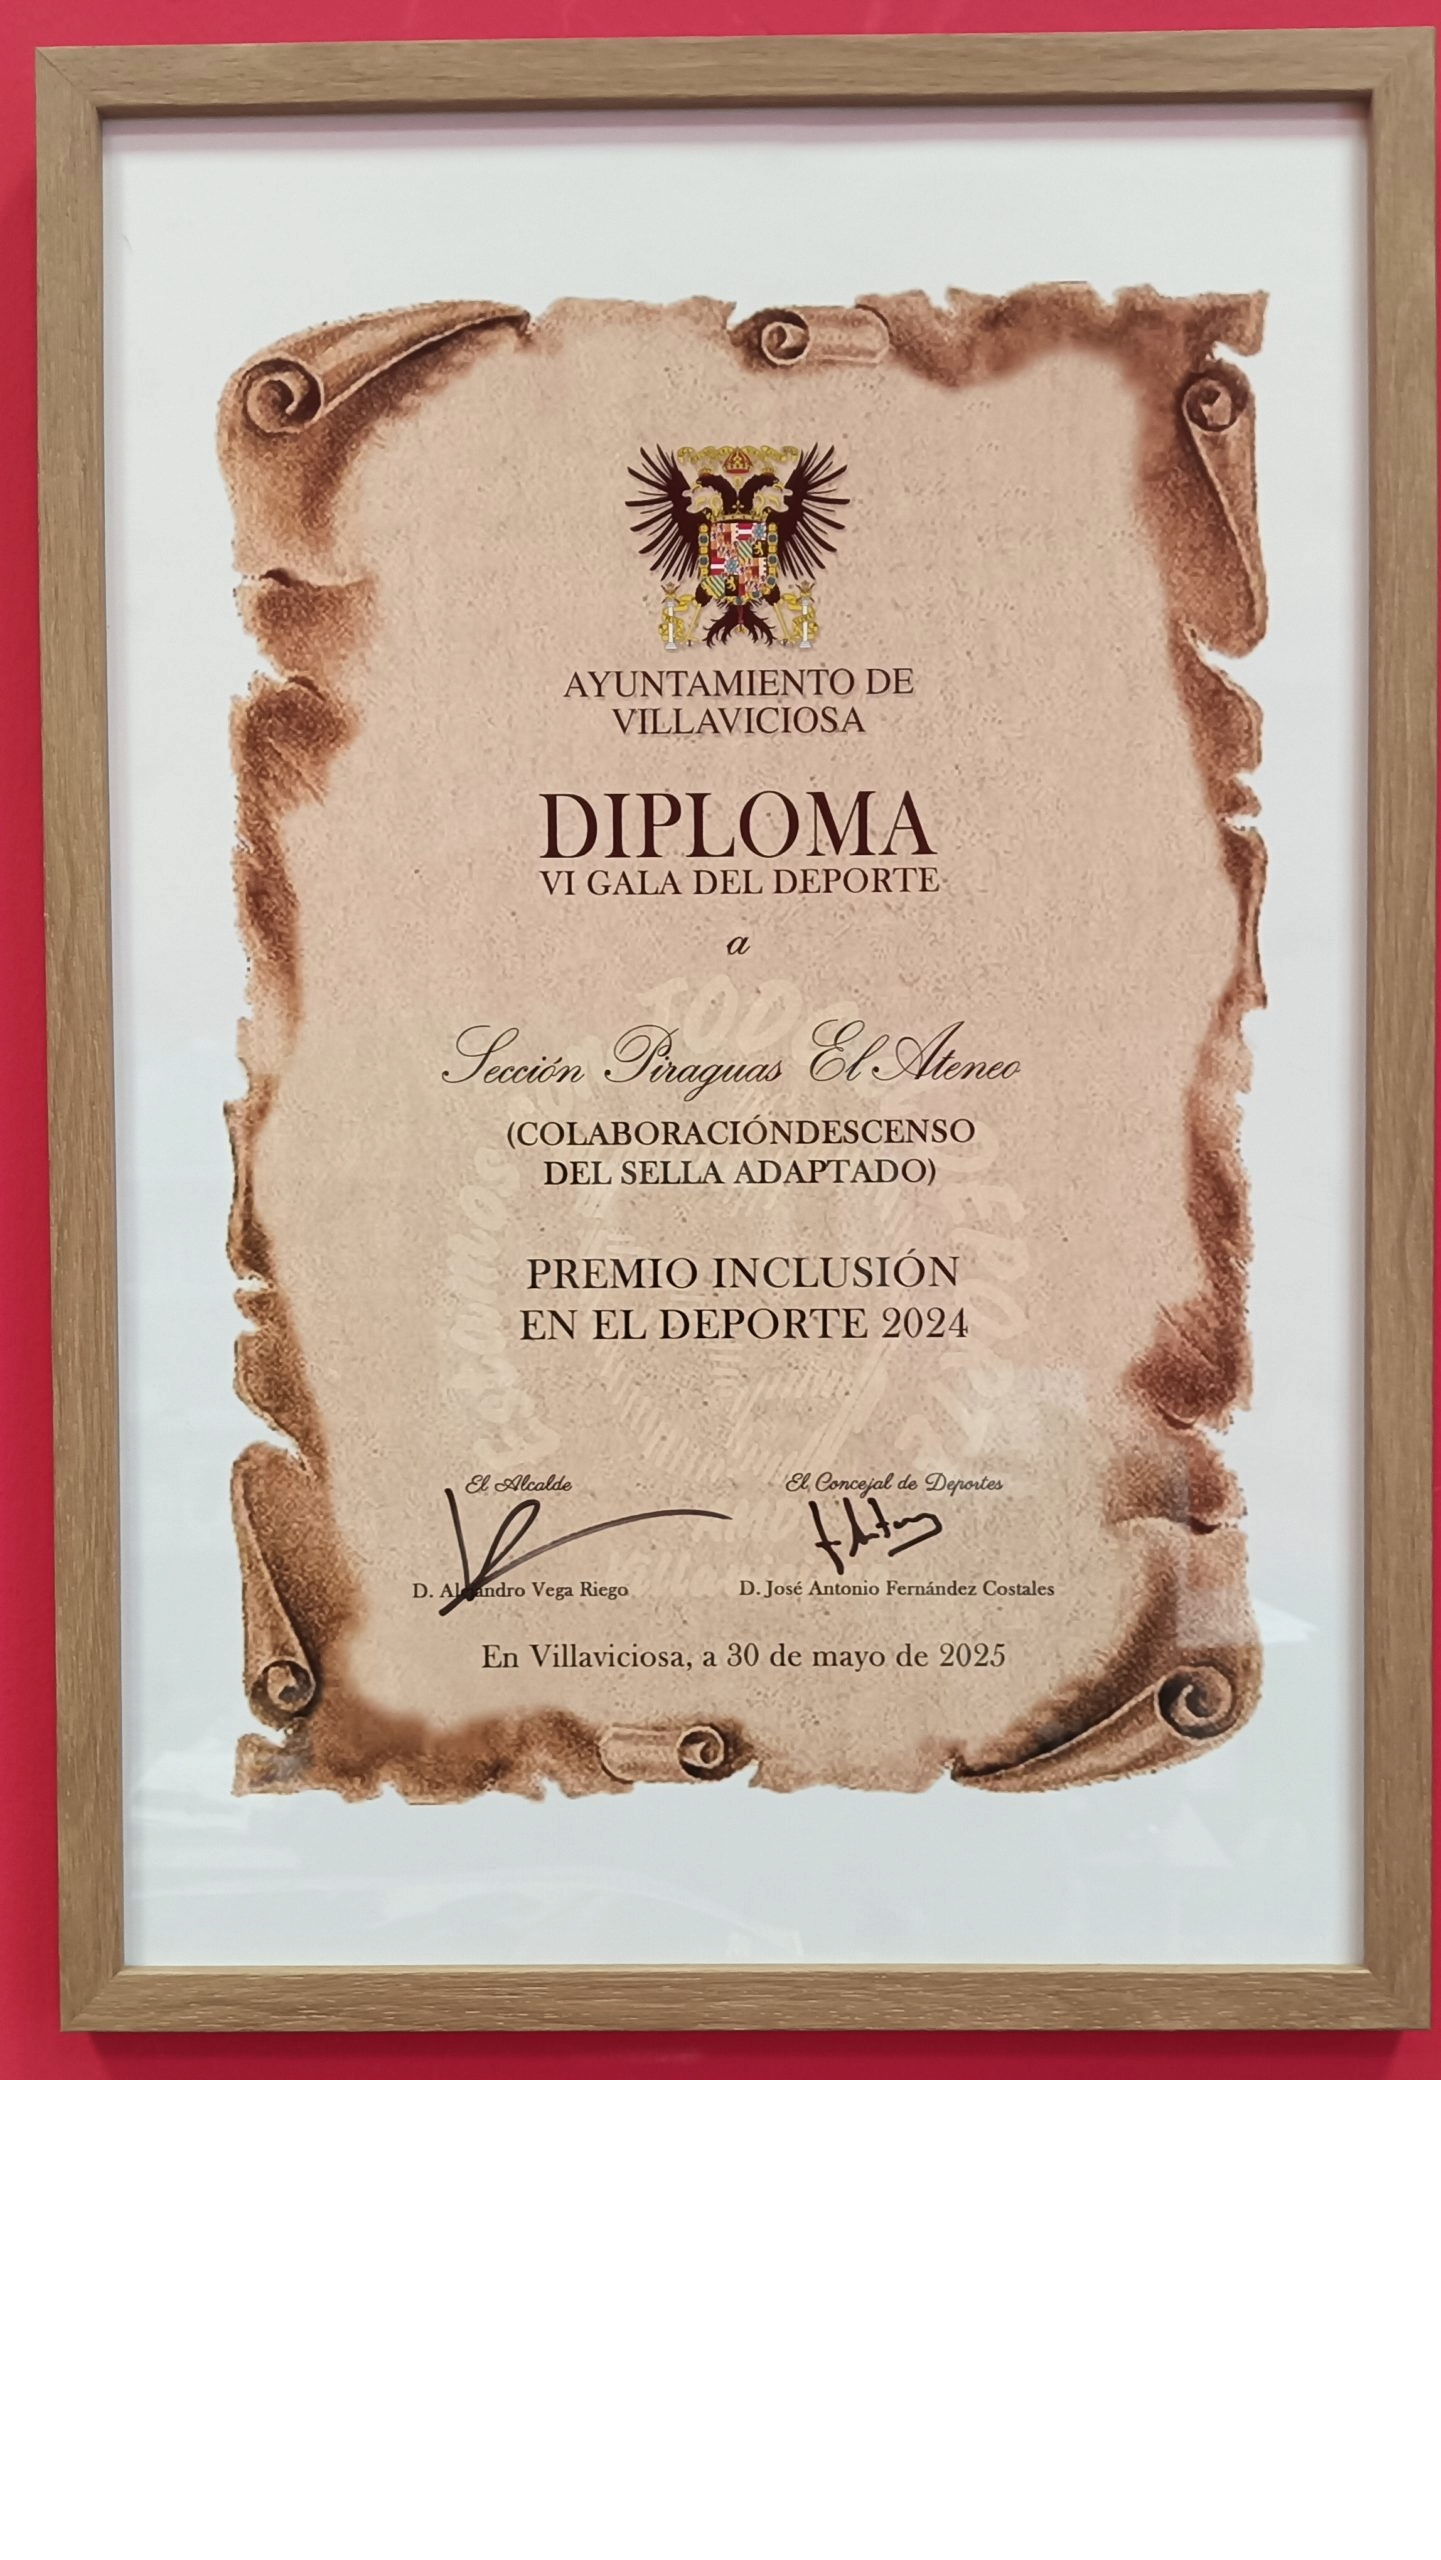 AYUNTAMIENTO DE
VILLAVICIOSA
DIPLOMA
VI GALA DEL DEPORTE
a
Sección Piraguas El Ateneo
(COLABORACIÓNDESCENSO
DEL SELLA ADAPTADO)
PREMIO INCLUSIÓN
EN EL DEPORTE 2024
El Alcalde
El Concejal de Deportes
D. Alejandro Vega Riego
D. José Antonio Fernández Costales
En Villaviciosa, a 30 de mayo de 2025